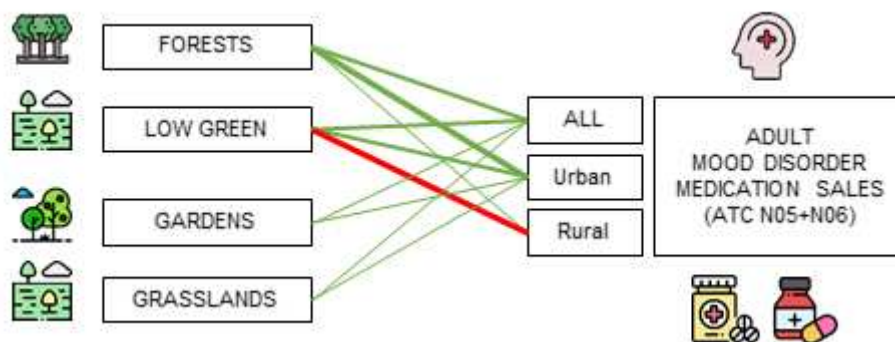 FORESTS
LOW GREEN
GARDENS
GRASSLANDS
ALL
Urban
Rural
ADULT
MOOD DISORDER
MEDICATION SALES
(ATC N05+N06)